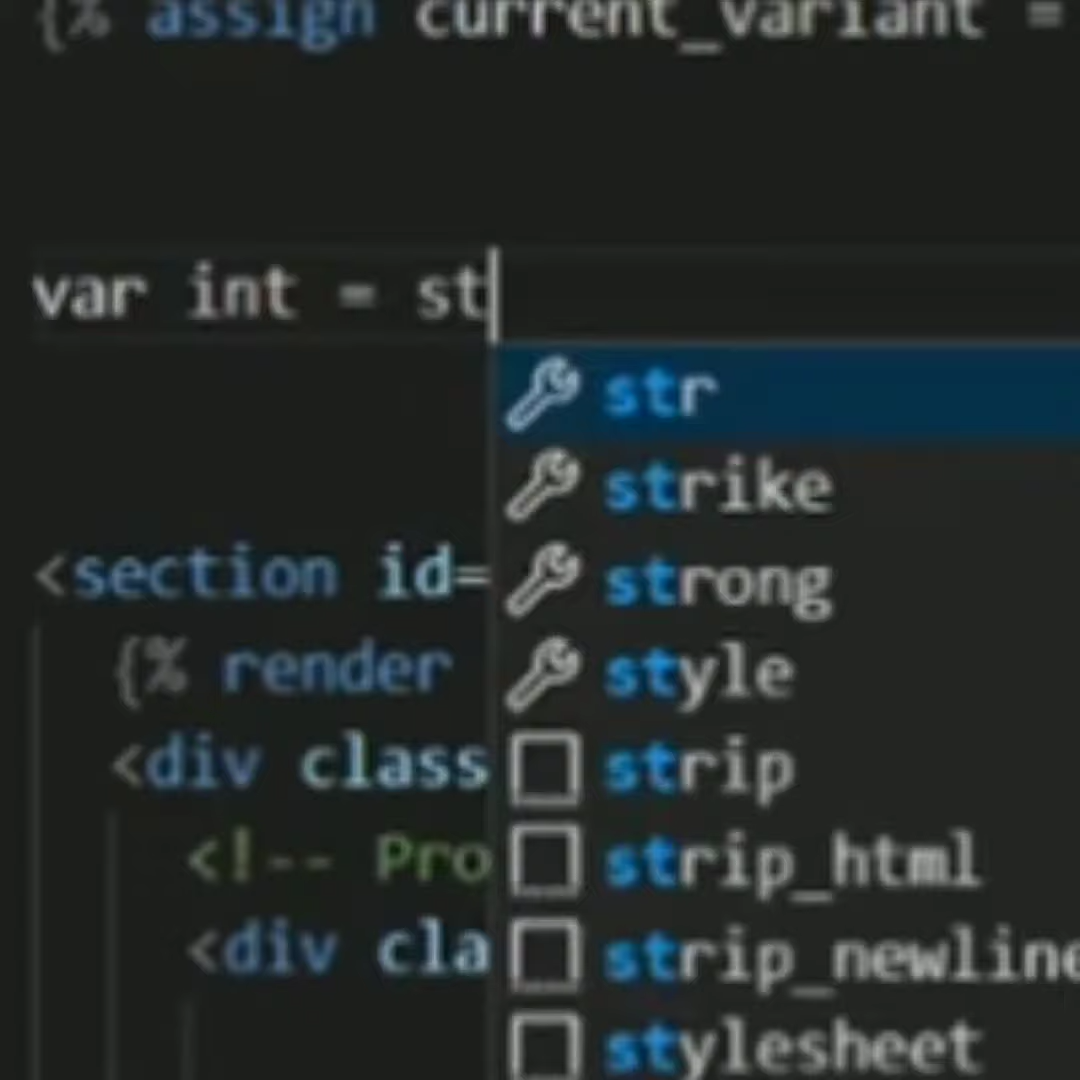 {% assign current_variant =
var int = st
str
strike
<section id=
strong
{% render
style
<div class
strip
<!-- Pro
strip_html
<div cla
strip_newline
stylesheet